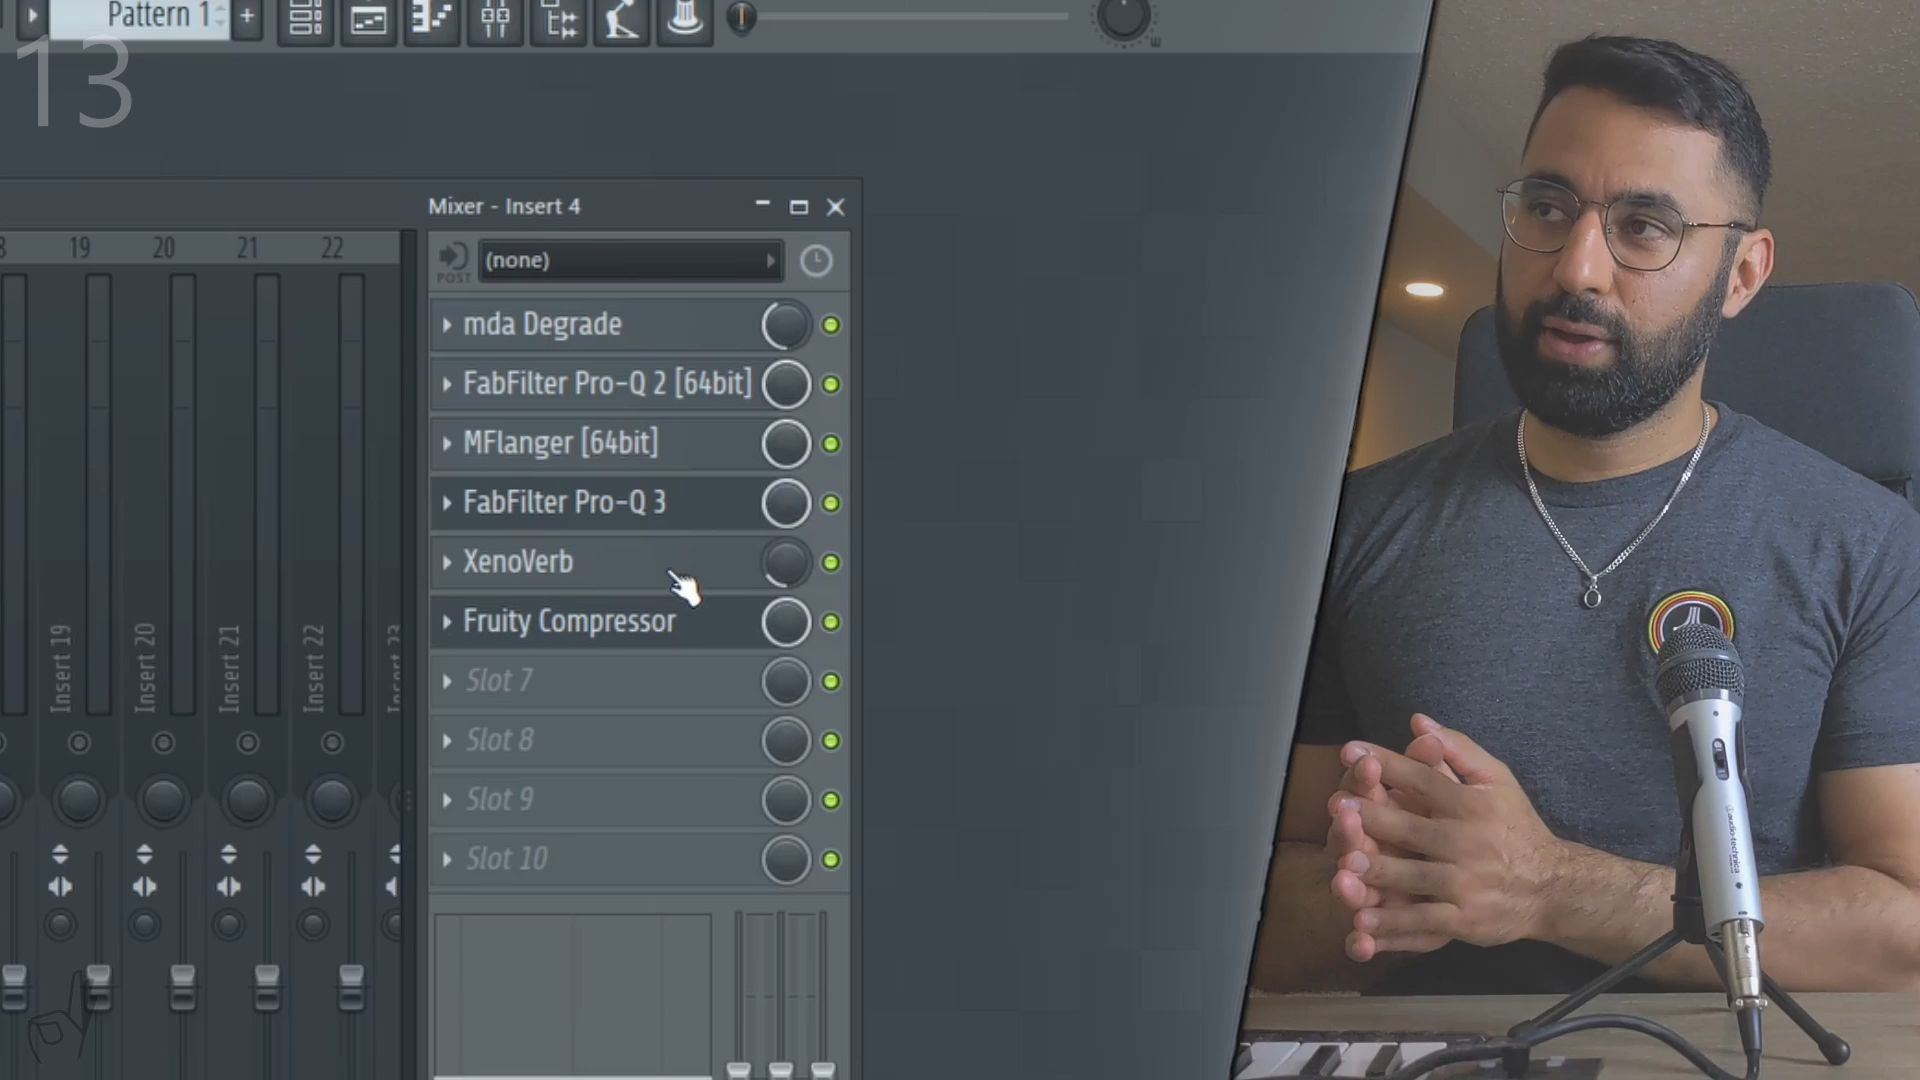 Pattern 1
13
Mixer - Insert 4
19 20 21 22
POST
(none)
mda Degrade
FabFilter Pro-Q 2 [64bit]
MFlanger [64bit]
FabFilter Pro-Q 3
XenoVerb
Fruity Compressor
Slot 7
Slot 8
Slot 9
Slot 10
Insert 19
Insert 20
Insert 21
Insert 22
audio-technica